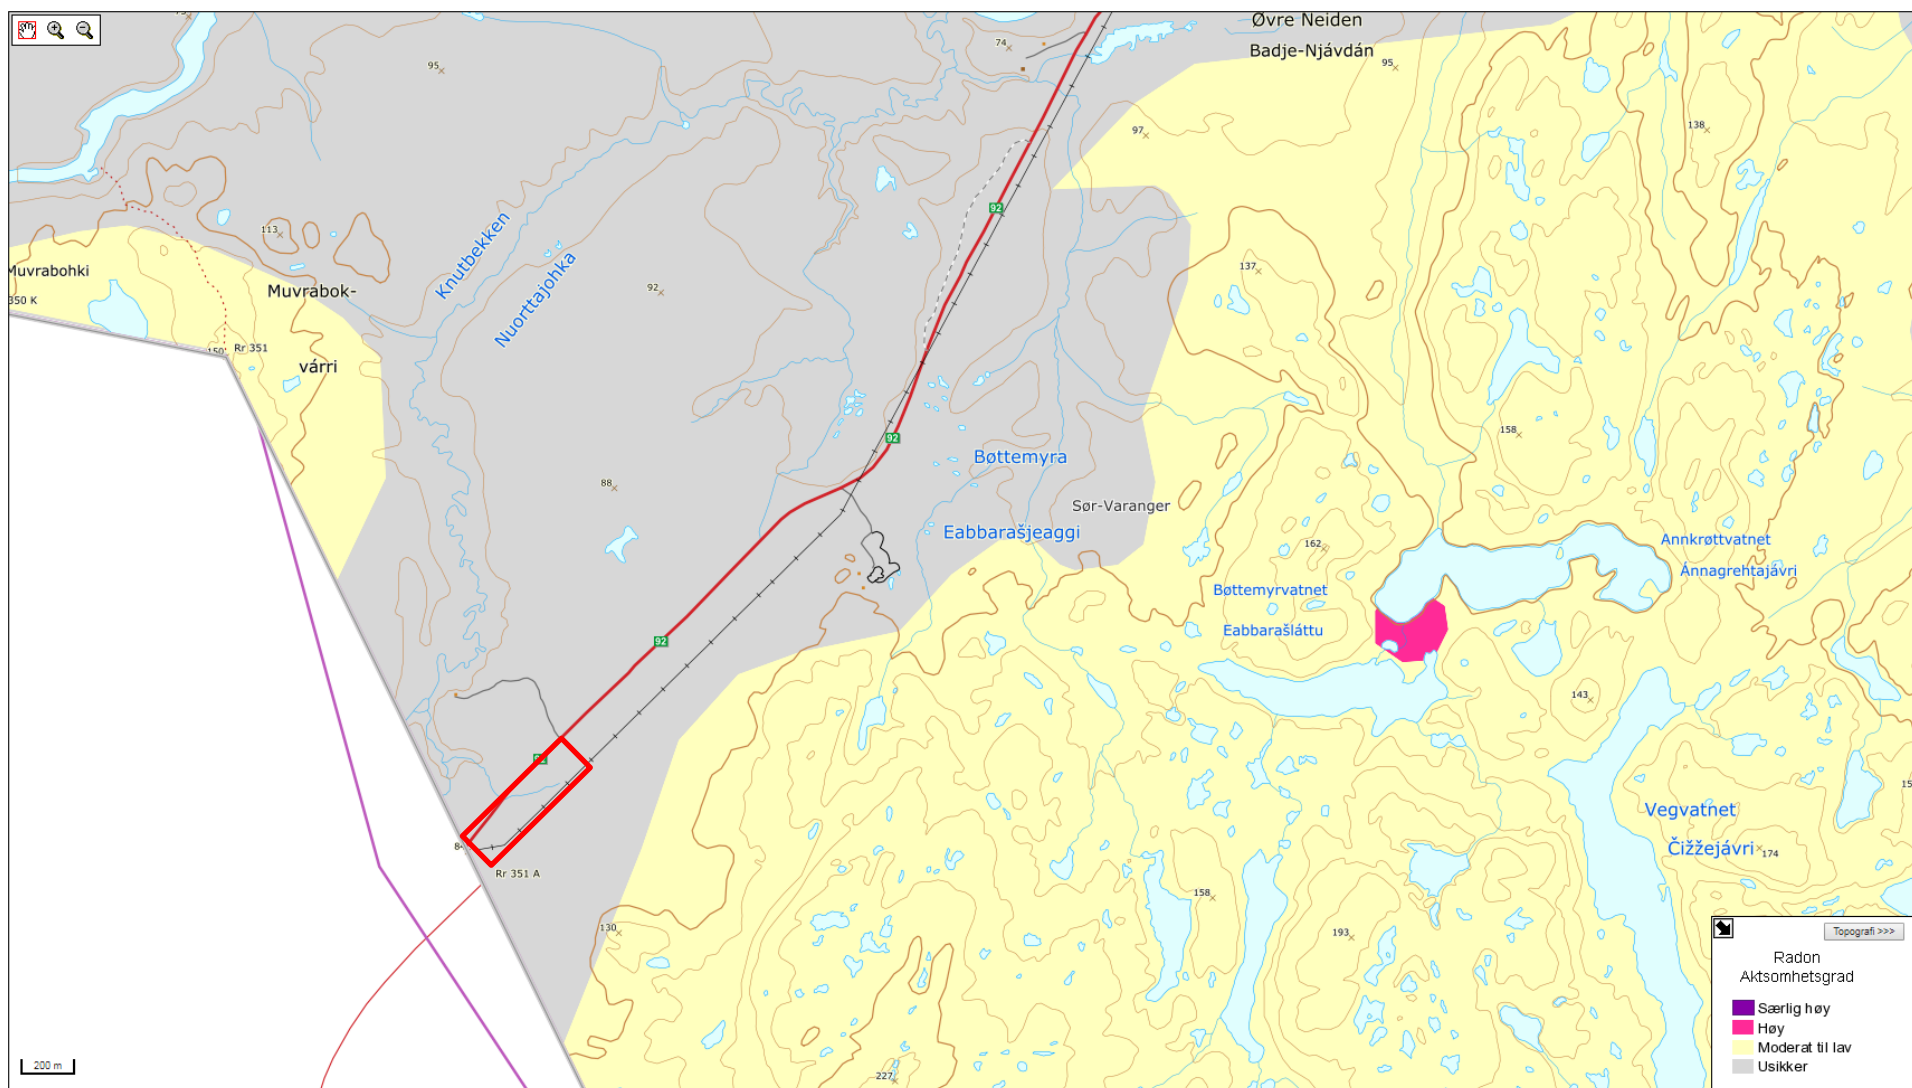 Øvre Neiden
Badje-Njávdán
74
95
95
97
138
113
92
137
Knutbekken
Nuorttajohka
Muvrabohki
350 K
Muvrabok-
várri
150
Rr 351
92
92
Bøttemyra
Sør-Varanger
Eabbarašjeaggi
88
158
162
Annkrøttvatnet
Ánnagrehtajávri
Bøttemyrvatnet
Eabbarašláttu
92
143
Vegvatnet
Čižžejávri
174
84
Rr 351 A
130
158
193
227
Topografi >>>
Radon
Aktsomhetsgrad
Særlig høy
Høy
Moderat til lav
Usikker
200 m